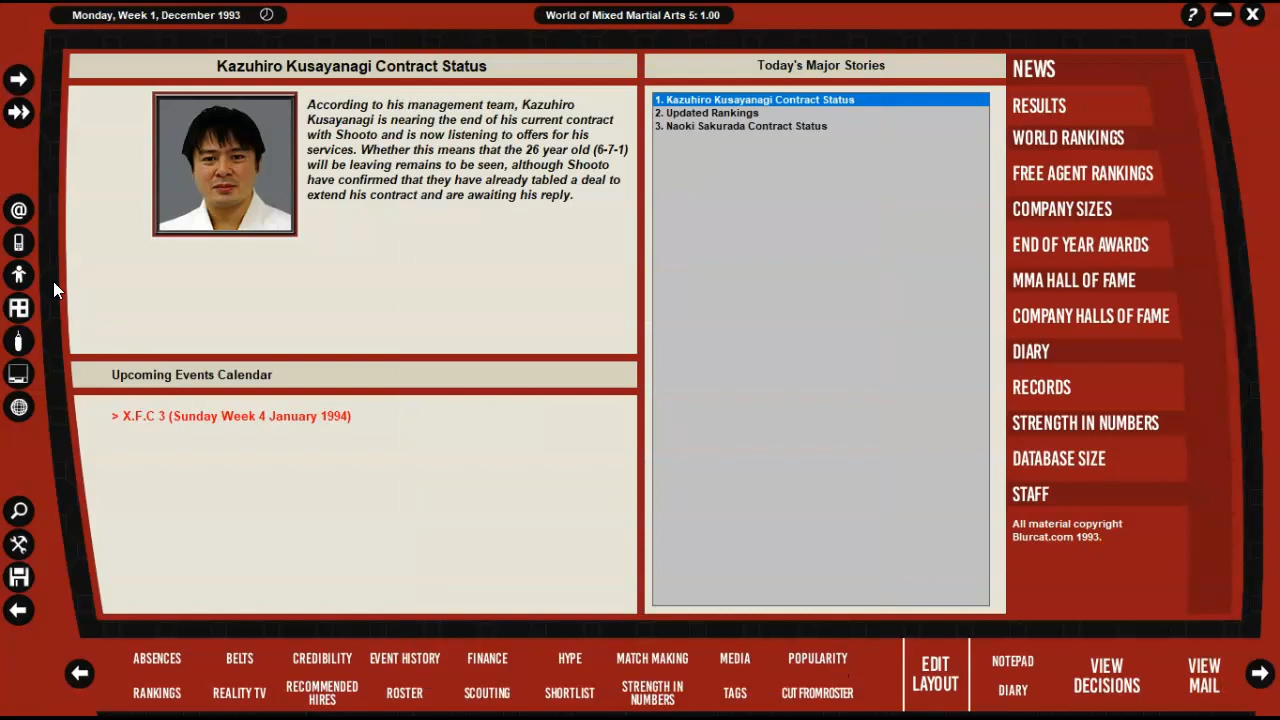 Monday, Week 1, December 1993
World of Mixed Martial Arts 5: 1.00
?
X
Kazuhiro Kusayanagi Contract Status
According to his management team, Kazuhiro
Kusayanagi is nearing the end of his current contract
with Shooto and is now listening to offers for his
services. Whether this means that the 26 year old (6-7-1)
will be leaving remains to be seen, although Shooto
have confirmed that they have already tabled a deal to
extend his contract and are awaiting his reply.
Today's Major Stories
1. Kazuhiro Kusayanagi Contract Status
2. Updated Rankings
3. Naoki Sakurada Contract Status
NEWS
RESULTS
WORLD RANKINGS
FREE AGENT RANKINGS
COMPANY SIZES
END OF YEAR AWARDS
MMA HALL OF FAME
COMPANY HALLS OF FAME
DIARY
RECORDS
STRENGTH IN NUMBERS
DATABASE SIZE
STAFF
All material copyright
Blurcat.com 1993.
@
Upcoming Events Calendar
> X.F.C 3 (Sunday Week 4 January 1994)
ABSENCES
BELTS
CREDIBILITY
EVENT HISTORY
FINANCE
HYPE
MATCH MAKING
MEDIA
POPULARITY
RANKINGS
REALITY TV
RECOMMENDED
HIRES
ROSTER
SCOUTING
SHORTLIST
STRENGTH IN
NUMBERS
TAGS
CUT FROM ROSTER
EDIT
LAYOUT
NOTEPAD
DIARY
VIEW
DECISIONS
VIEW
MAIL